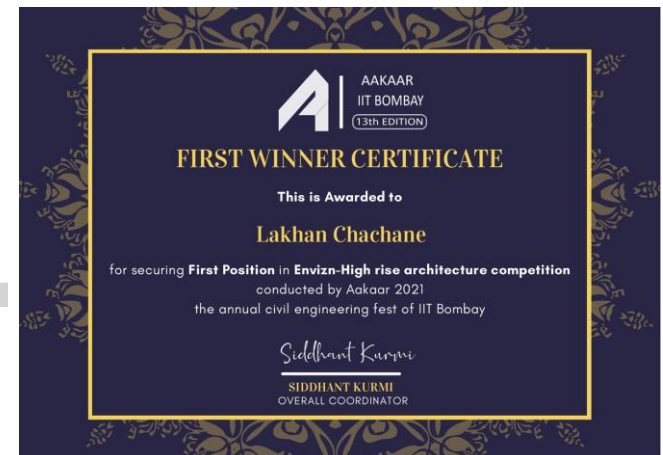 AAKAAR
IIT BOMBAY
13th EDITION
FIRST WINNER CERTIFICATE
This is Awarded to
Lakhan Chachane
for securing First Position in Envizn-High rise architecture competition
conducted by Aakaar 2021
the annual civil engineering fest of IIT Bombay
Siddhant Kurmi
SIDDHANT KURMI
OVERALL COORDINATOR